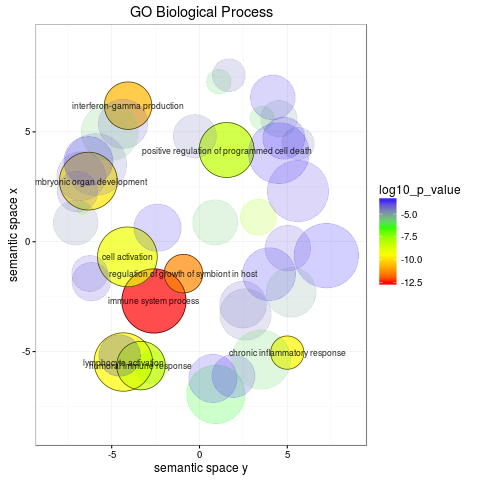 GO Biological Process
interferon-gamma production
positive regulation of programmed cell death
mbryonic organ development
cell activation
regulation of growth of symbiont in host
immune system process
chronic inflammatory response
lymphocyte activation
humoral immune response
semantic space x
5
0
-5
-5
0
5
semantic space y
log10_p_value
-5.0
-7.5
-10.0
-12.5